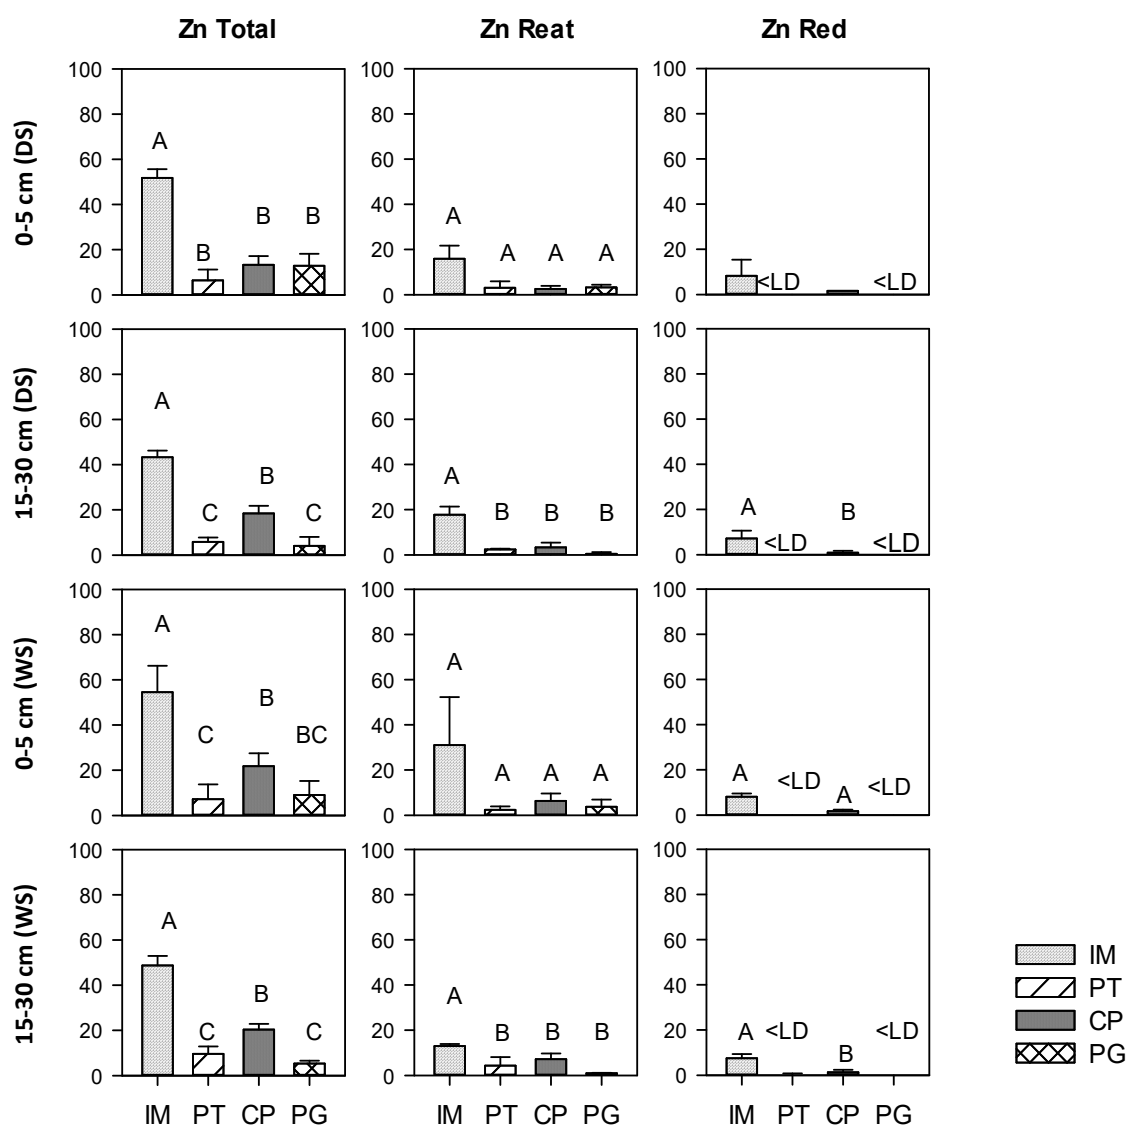 Zn Total Zn Reat Zn Red
0-5 cm (DS)
100 100 100
80 80 80
60 60 60
40 40 40
20 20 20
0 0 0
A B B B
A A A A
<LD <LD
15-30 cm (DS)
100 100 100
80 80 80
60 60 60
40 40 40
20 20 20
0 0 0
A C B C
A B B B
A <LD B <LD
0-5 cm (WS)
100 100 100
80 80 80
60 60 60
40 40 40
20 20 20
0 0 0
A C B BC
A A A A
A <LD A <LD
15-30 cm (WS)
100 100 100
80 80 80
60 60 60
40 40 40
20 20 20
0 0 0
A C B C
A B B B
A <LD B <LD
IM PT CP PG IM PT CP PG IM PT CP PG
IM
PT
CP
PG